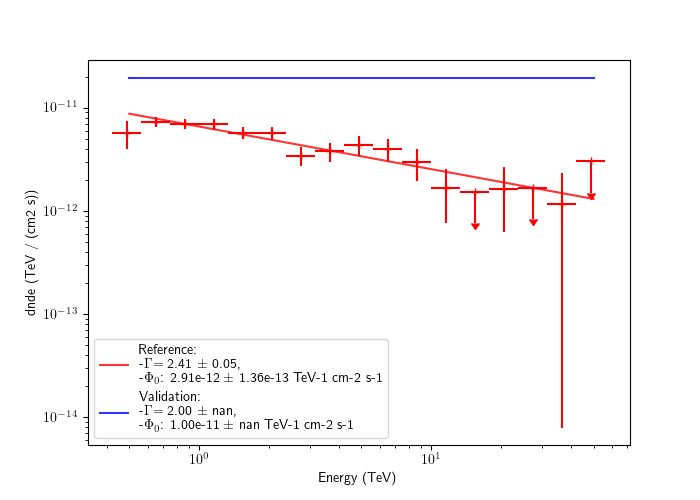 10⁻¹¹
10⁻¹²
10⁻¹³
10⁻¹⁴
dnde (TeV / (cm2 s))
Reference:
-Γ= 2.41 ± 0.05,
-Φ₀: 2.91e-12 ± 1.36e-13 TeV-1 cm-2 s-1
Validation:
-Γ= 2.00 ± nan,
-Φ₀: 1.00e-11 ± nan TeV-1 cm-2 s-1
10⁰ 10¹
Energy (TeV)